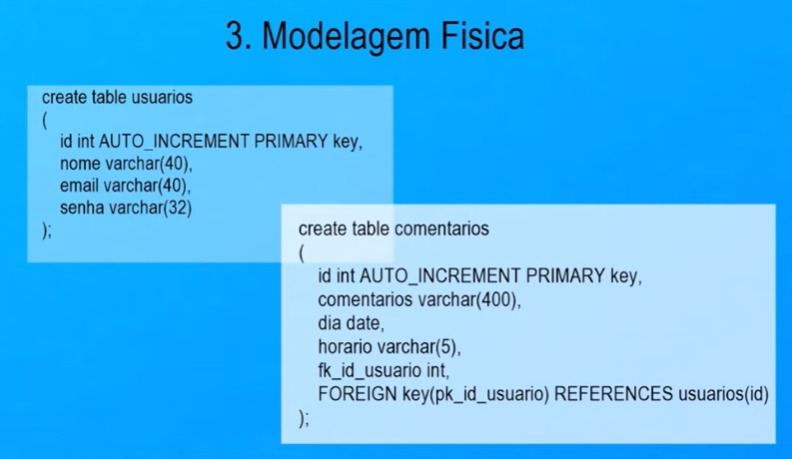 3. Modelagem Fisica
create table usuarios
(
id int AUTO_INCREMENT PRIMARY key,
nome varchar(40),
email varchar(40),
senha varchar(32)
);
create table comentarios
(
id int AUTO_INCREMENT PRIMARY key,
comentarios varchar(400),
dia date,
horario varchar(5),
fk_id_usuario int,
FOREIGN key(pk_id_usuario) REFERENCES usuarios(id)
);